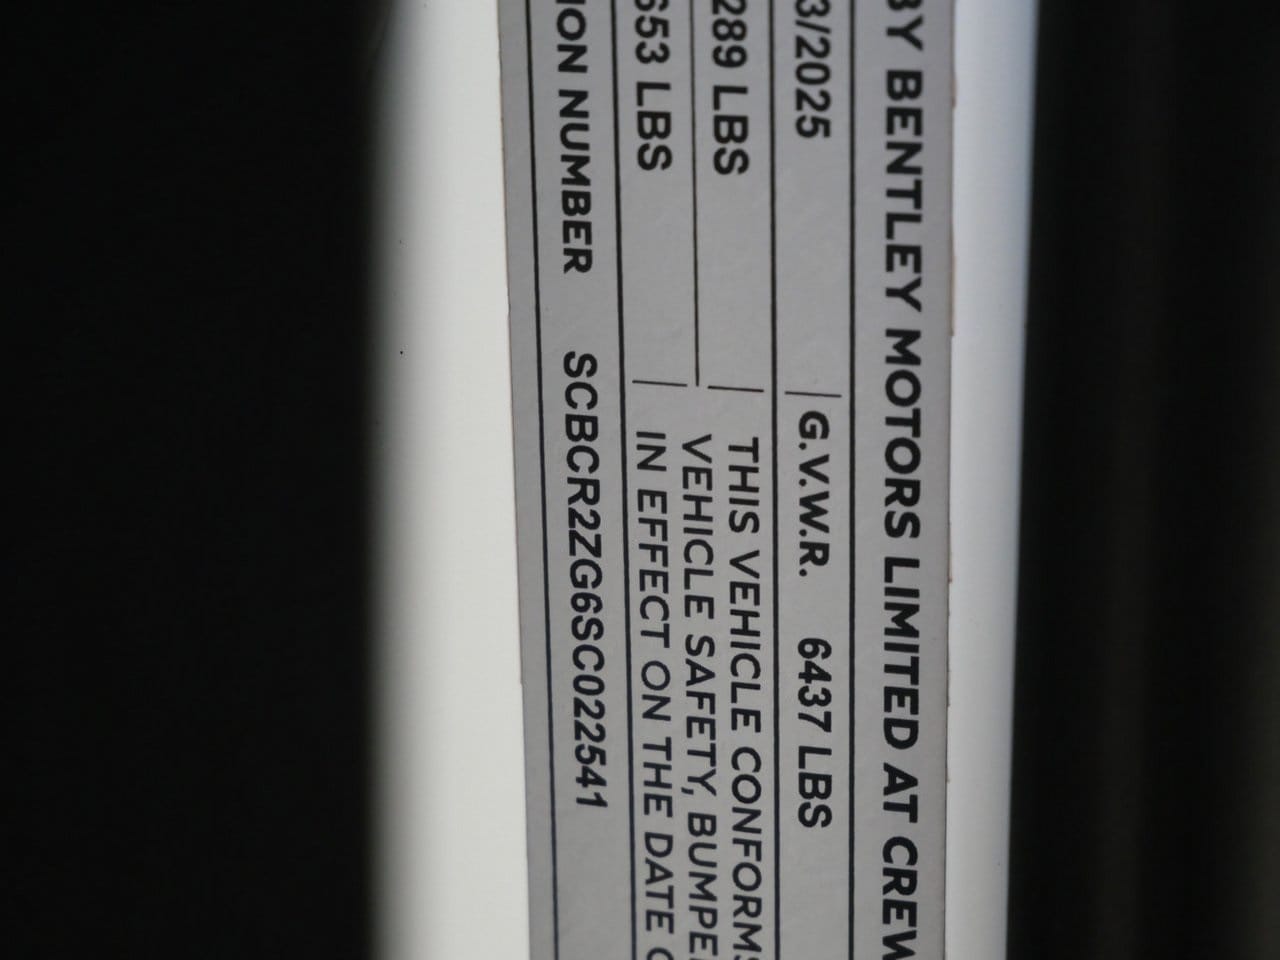 BY BENTLEY MOTORS LIMITED AT CREW
3/2025 G.V.W.R. 6437 LBS
289 LBS THIS VEHICLE CONFORMS
VEHICLE SAFETY, BUMPE
653 LBS IN EFFECT ON THE DATE
ION NUMBER SCBCR2ZG6SC022541